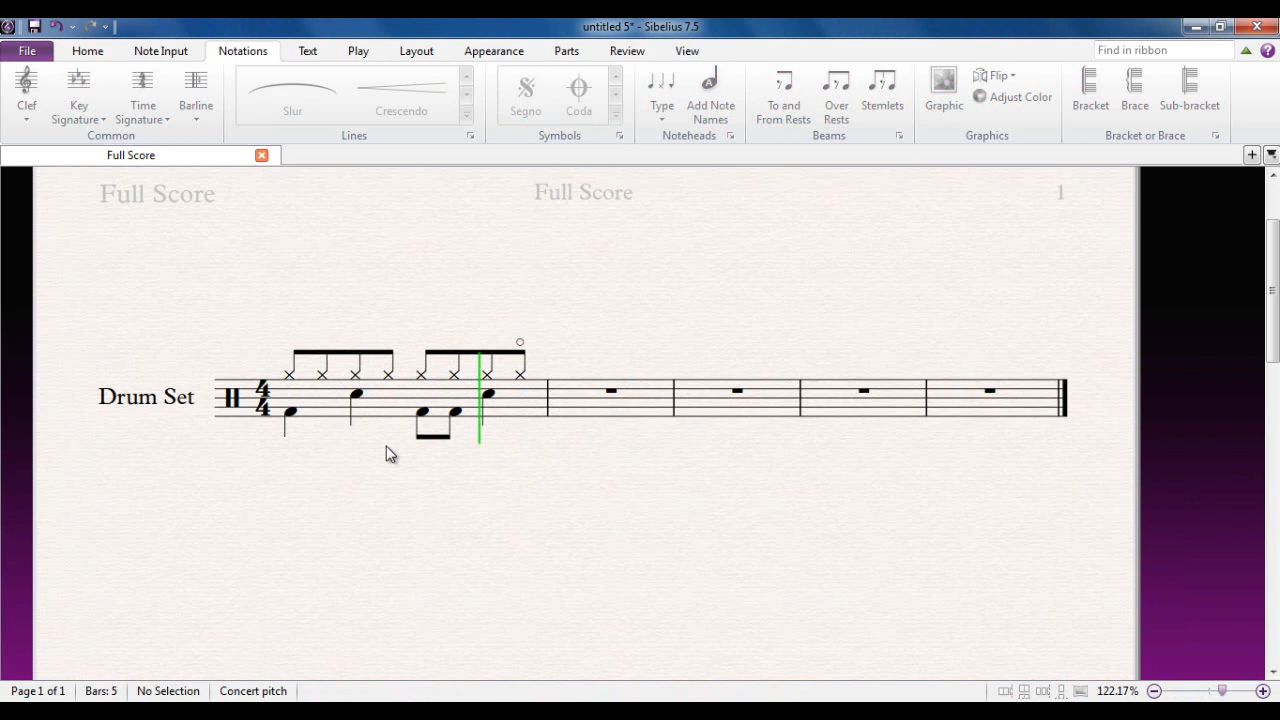 untitled 5* - Sibelius 7.5
File Home Note Input Notations Text Play Layout Appearance Parts Review View Find in ribbon
Clef Key Signature Time Signature Barline
Common
Slur Crescendo
Lines
Segno Coda
Symbols
Type Add Note Names
Noteheads
To and From Rests Over Rests Stemlets
Beams
Graphic Flip Adjust Color
Graphics
Bracket Brace Sub-bracket
Bracket or Brace
Full Score
Full Score Full Score 1
Drum Set 4 4
Page 1 of 1 Bars: 5 No Selection Concert pitch 122.17%